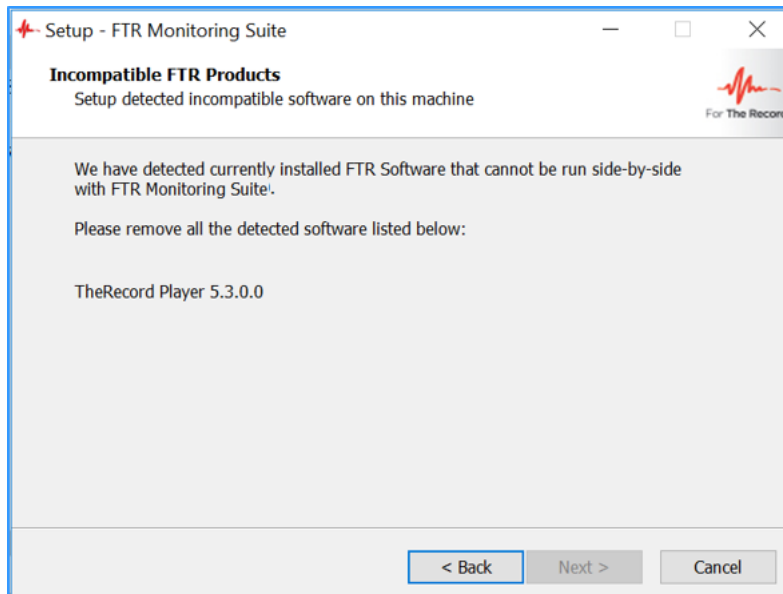 Setup - FTR Monitoring Suite
Incompatible FTR Products
Setup detected incompatible software on this machine
For The Record
We have detected currently installed FTR Software that cannot be run side-by-side
with FTR Monitoring Suite.
Please remove all the detected software listed below:
TheRecord Player 5.3.0.0
< Back
Next >
Cancel